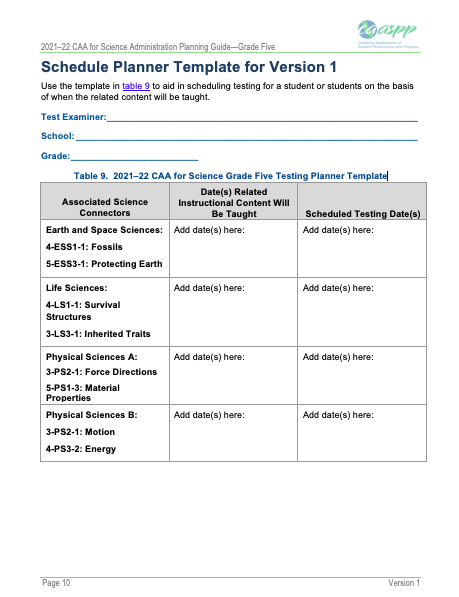 2021–22 CAA for Science Administration Planning Guide—Grade Five
caaspp
California Assessment of
Student Performance and Progress
Schedule Planner Template for Version 1
Use the template in table 9 to aid in scheduling testing for a student or students on the basis
of when the related content will be taught.
Test Examiner:
School:
Grade:
Table 9. 2021–22 CAA for Science Grade Five Testing Planner Template
Associated Science
Connectors
Date(s) Related
Instructional Content Will
Be Taught
Scheduled Testing Date(s)
Earth and Space Sciences:
4-ESS1-1: Fossils
5-ESS3-1: Protecting Earth
Add date(s) here:
Add date(s) here:
Life Sciences:
4-LS1-1: Survival
Structures
3-LS3-1: Inherited Traits
Add date(s) here:
Add date(s) here:
Physical Sciences A:
3-PS2-1: Force Directions
5-PS1-3: Material
Properties
Add date(s) here:
Add date(s) here:
Physical Sciences B:
3-PS2-1: Motion
4-PS3-2: Energy
Add date(s) here:
Add date(s) here:
Page 10
Version 1